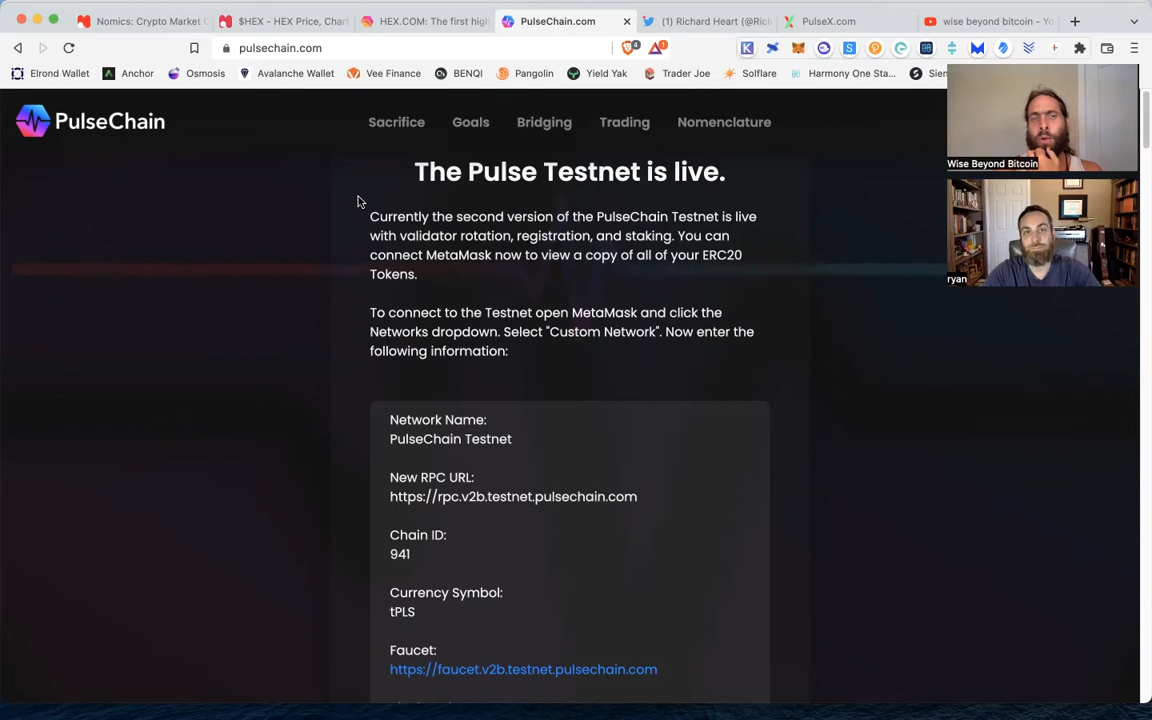 Nomics: Crypto Market C
$HEX - HEX Price, Chart
HEX.COM: The first high
PulseChain.com
(1) Richard Heart (@Rich
PulseX.com
wise beyond bitcoin - Yo
pulsechain.com
4
1
Elrond Wallet
Anchor
Osmosis
Avalanche Wallet
Vee Finance
BENQI
Pangolin
Yield Yak
Trader Joe
Solflare
Harmony One Sta...
Sien
PulseChain
Sacrifice
Goals
Bridging
Trading
Nomenclature
Wise Beyond Bitcoin
ryan
The Pulse Testnet is live.
Currently the second version of the PulseChain Testnet is live
with validator rotation, registration, and staking. You can
connect MetaMask now to view a copy of all of your ERC20
Tokens.
To connect to the Testnet open MetaMask and click the
Networks dropdown. Select "Custom Network". Now enter the
following information:
Network Name:
PulseChain Testnet
New RPC URL:
https://rpc.v2b.testnet.pulsechain.com
Chain ID:
941
Currency Symbol:
tPLS
Faucet:
https://faucet.v2b.testnet.pulsechain.com